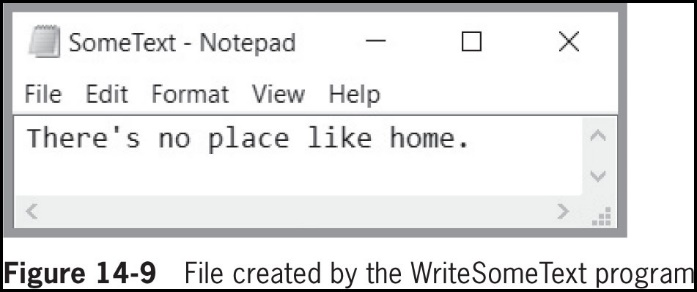 SomeText - Notepad
File Edit Format View Help
There's no place like home.
Figure 14-9 File created by the WriteSomeText program